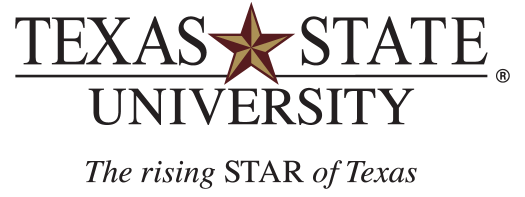 TEXAS STATE
UNIVERSITY ®
The rising STAR of Texas